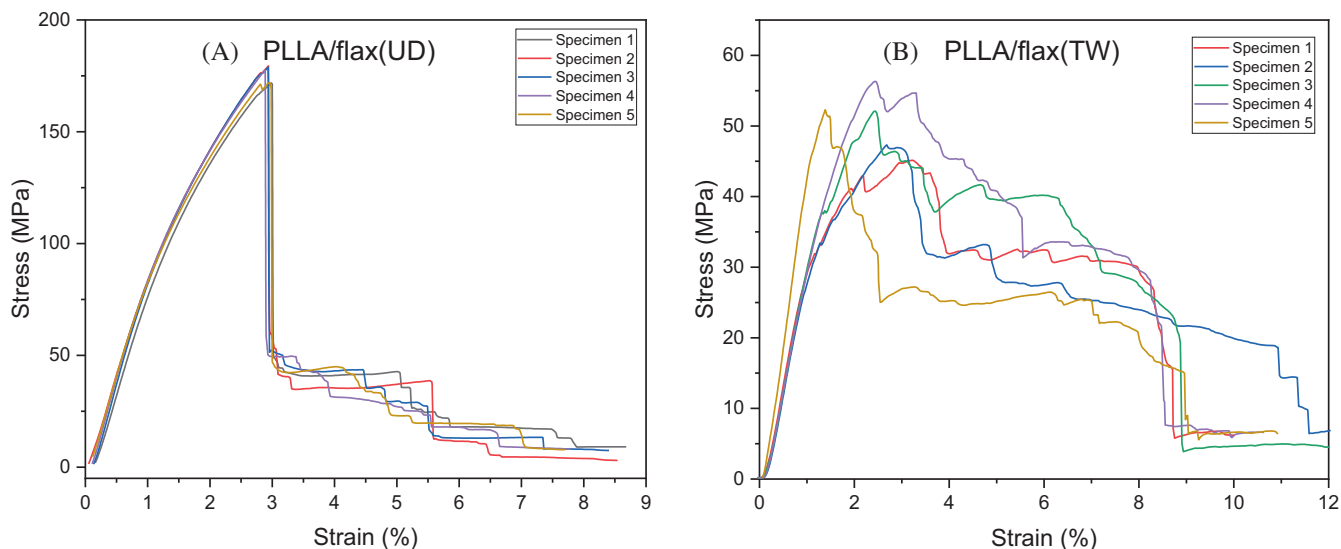 (A) PLLA/flax(UD)
Specimen 1
Specimen 2
Specimen 3
Specimen 4
Specimen 5
200
150
100
50
0
Stress (MPa)
0 1 2 3 4 5 6 7 8 9
Strain (%)
(B) PLLA/flax(TW)
Specimen 1
Specimen 2
Specimen 3
Specimen 4
Specimen 5
60
50
40
30
20
10
0
Stress (MPa)
0 2 4 6 8 10 12
Strain (%)